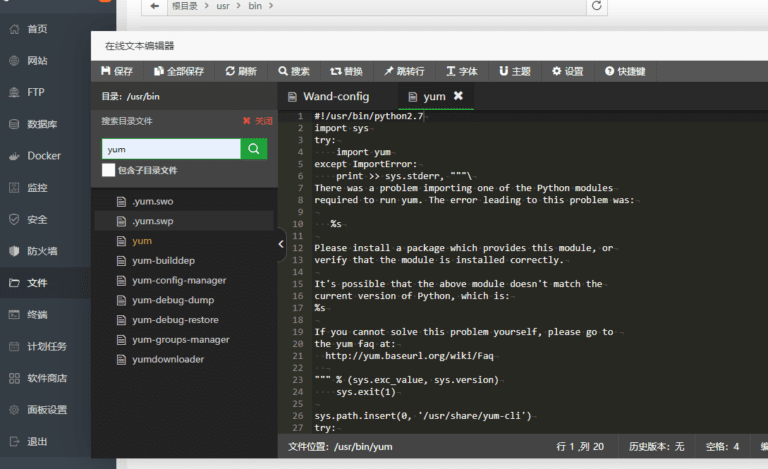 根目录 > usr > bin >
首页
网站
FTP
数据库
Docker
监控
安全
防火墙
文件
终端
计划任务
软件商店
面板设置
退出
在线文本编辑器
保存 全部保存 刷新 搜索 替换 跳转行 字体 主题 设置 快捷键
目录: /usr/bin
搜索目录文件 ✖ 关闭
yum
包含子目录文件
.yum.swo
.yum.swp
yum
yum-builddep
yum-config-manager
yum-debug-dump
yum-debug-restore
yum-groups-manager
yumdownloader
Wand-config yum ✖
1 #!/usr/bin/python2.7
2 import sys
3 try:
4 import yum
5 except ImportError:
6 print >> sys.stderr, """\
7 There was a problem importing one of the Python modules
8 required to run yum. The error leading to this problem was:
9
10 %s
11
12 Please install a package which provides this module, or
13 verify that the module is installed correctly.
14
15 It's possible that the above module doesn't match the
16 current version of Python, which is:
17 %s
18
19 If you cannot solve this problem yourself, please go to
20 the yum faq at:
21 http://yum.baseurl.org/wiki/Faq
22
23 """ % (sys.exc_value, sys.version)
24 sys.exit(1)
25
26 sys.path.insert(0, '/usr/share/yum-cli')
27 try:
文件位置: /usr/bin/yum 行 1 ,列 20 历史版本: 无 空格: 4